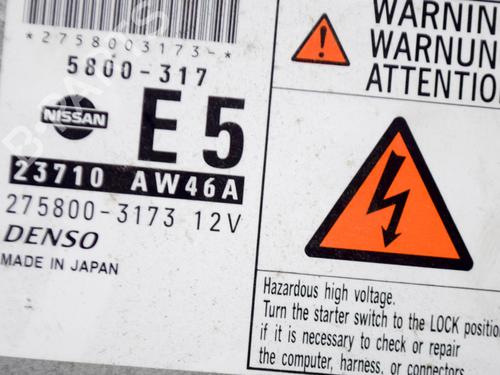 *2758003173-*
5800-317
NISSAN
E5
23710 AW46A
275800-3173 12V
DENSO
MADE IN JAPAN
WARNIN
WARNUN
ATTENTIO
Hazardous high voltage.
Turn the starter switch to the LOCK position
if it is necessary to check or repair
the computer, harness, or connectors